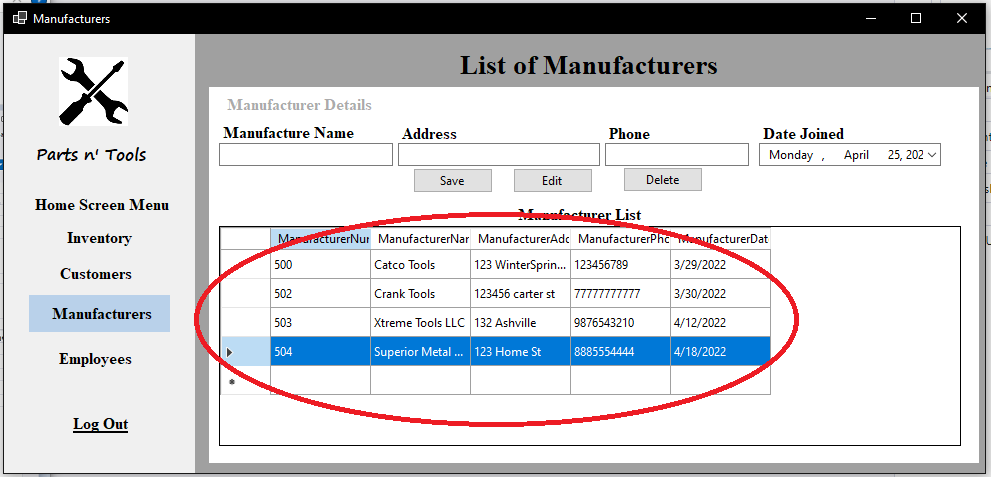 Manufacturers
List of Manufacturers
Manufacturer Details
Manufacture Name Address Phone Date Joined
Monday , April 25, 202
Save Edit Delete
Parts n' Tools
Home Screen Menu
Inventory
Customers
Manufacturers
Employees
Log Out
Manufacturer List
ManufacturerNur ManufacturerNar ManufacturerAdd ManufacturerPho ManufacturerDat
500 Catco Tools 123 WinterSprin... 123456789 3/29/2022
502 Crank Tools 123456 carter st 77777777777 3/30/2022
503 Xtreme Tools LLC 132 Ashville 9876543210 4/12/2022
504 Superior Metal ... 123 Home St 8885554444 4/18/2022